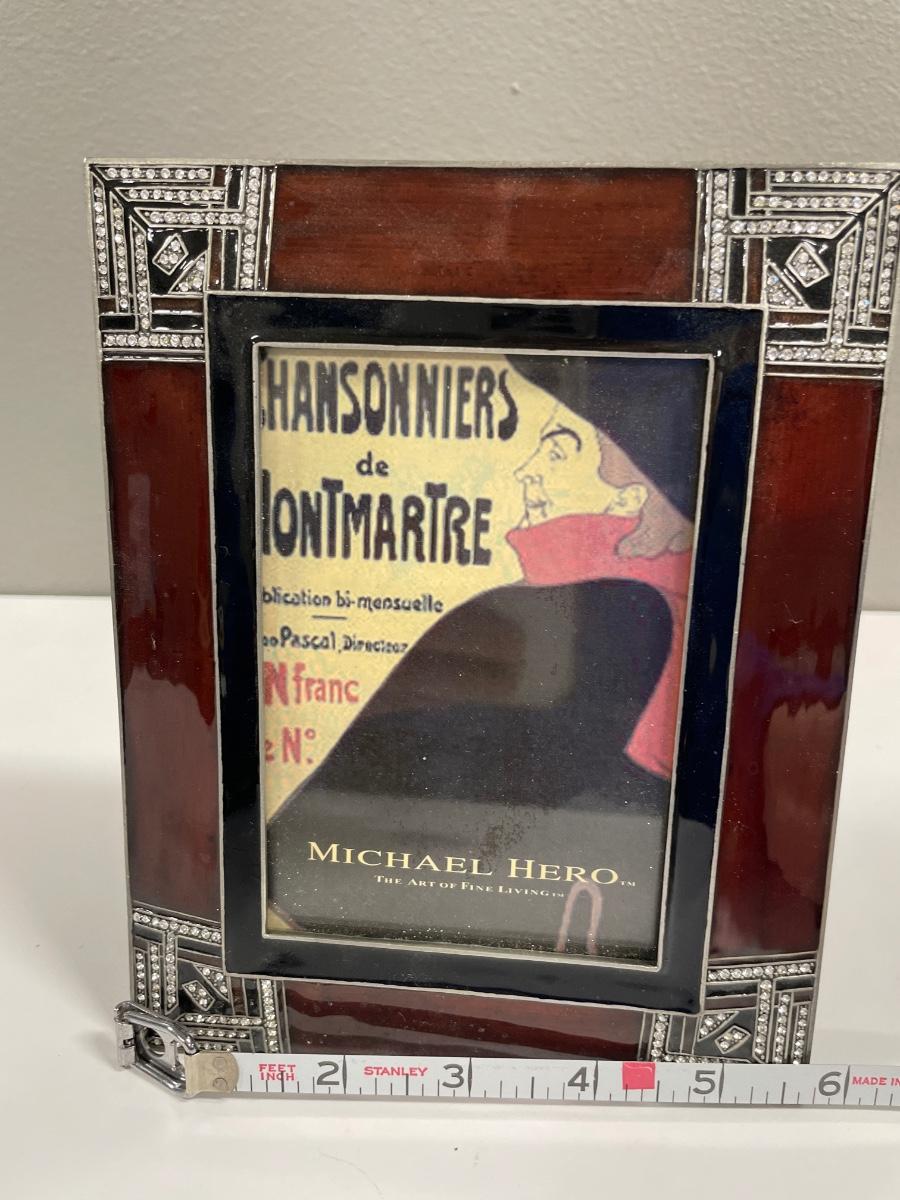 HANSONNIERS
de
ONTMARTRE
blication bi-mensuelle
Pascal, Directeur
N franc
e No.
MICHAEL HERO™
THE ART OF FINE LIVING™
FEET
INCH 2 STANLEY 3 4 5 6 MADE IN